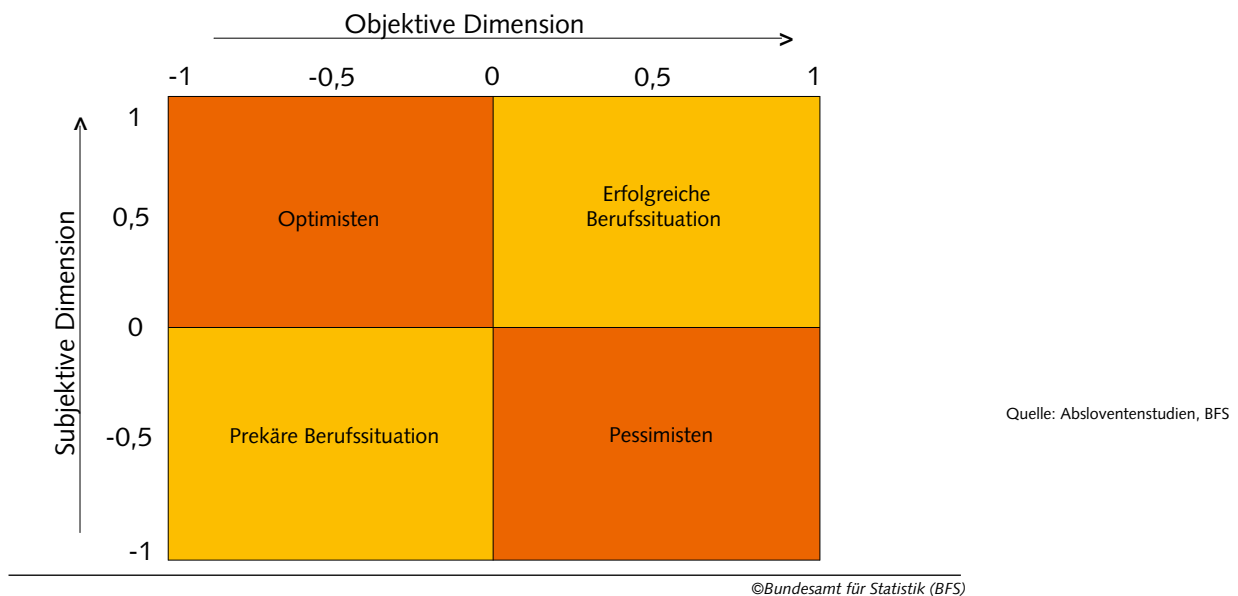 Objektive Dimension
-1 -0,5 0 0,5 1
Subjektive Dimension
1
0,5
0
-0,5
-1
Optimisten
Erfolgreiche
Berufssituation
Prekäre Berufssituation
Pessimisten
Quelle: Absloventenstudien, BFS
©Bundesamt für Statistik (BFS)